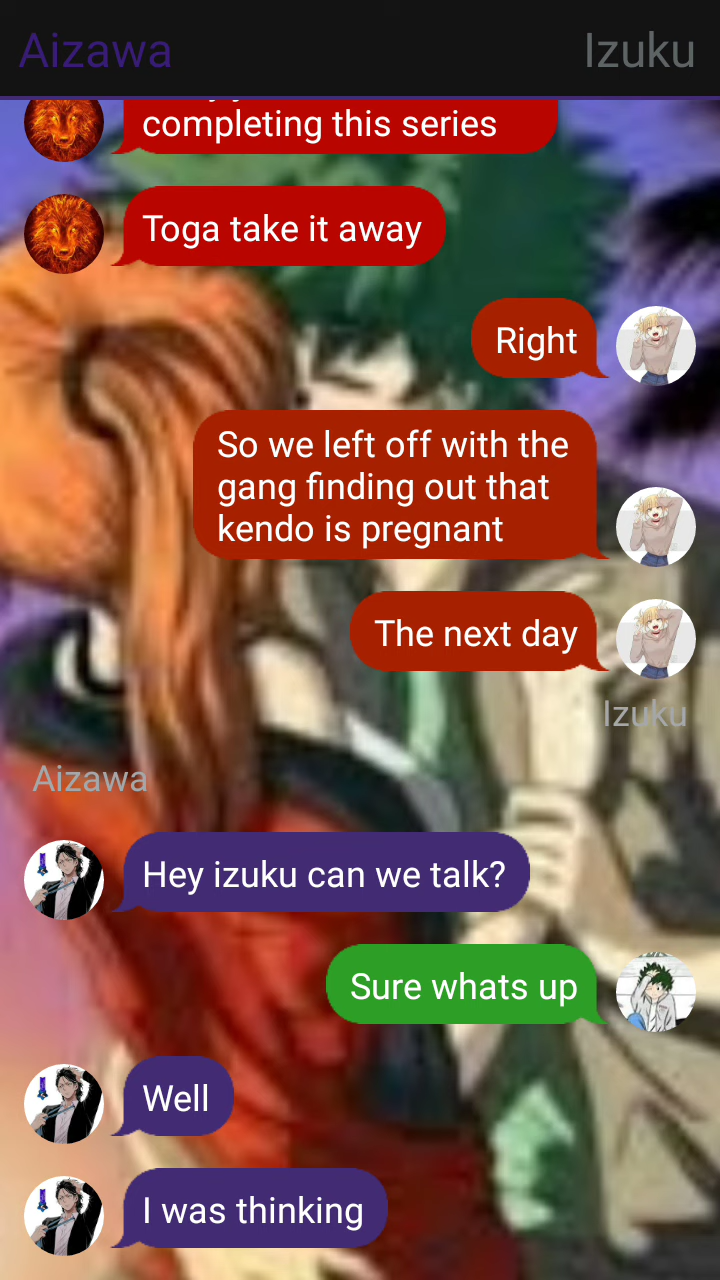 Aizawa
Izuku
completing this series
Toga take it away
Right
So we left off with the
gang finding out that
kendo is pregnant
The next day
Izuku
Aizawa
Hey izuku can we talk?
Sure whats up
Well
I was thinking